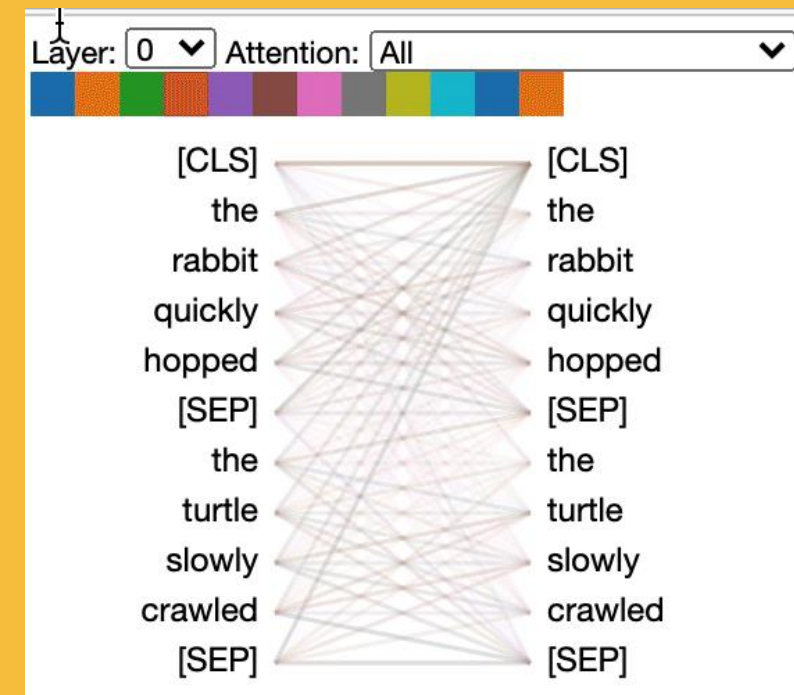 Layer: 0 Attention: All
[CLS] [CLS]
the the
rabbit rabbit
quickly quickly
hopped hopped
[SEP] [SEP]
the the
turtle turtle
slowly slowly
crawled crawled
[SEP] [SEP]